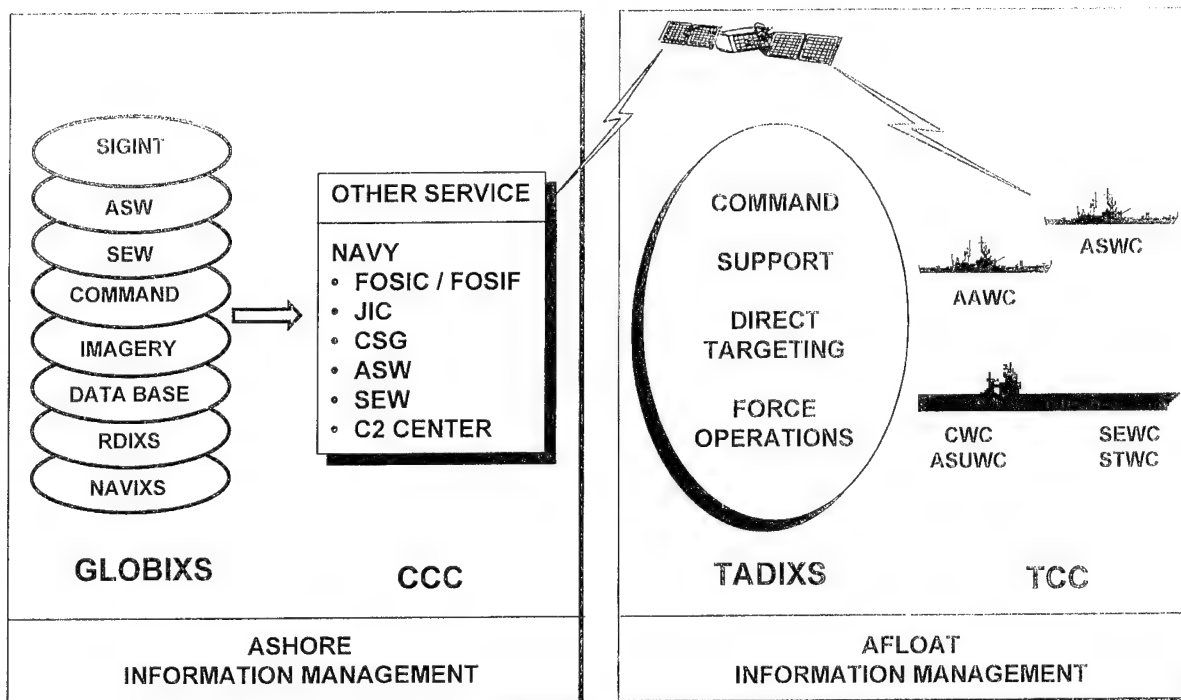 SIGINT
ASW
SEW
COMMAND
IMAGERY
DATA BASE
RDIXS
NAVIXS
GLOBIXS
OTHER SERVICE
NAVY
• FOSIC / FOSIF
• JIC
• CSG
• ASW
• SEW
• C2 CENTER
CCC
ASHORE
INFORMATION MANAGEMENT
COMMAND
SUPPORT
DIRECT
TARGETING
FORCE
OPERATIONS
TADIXS
ASWC
AAWC
CWC
ASUWC
SEWC
STWC
TCC
AFLOAT
INFORMATION MANAGEMENT